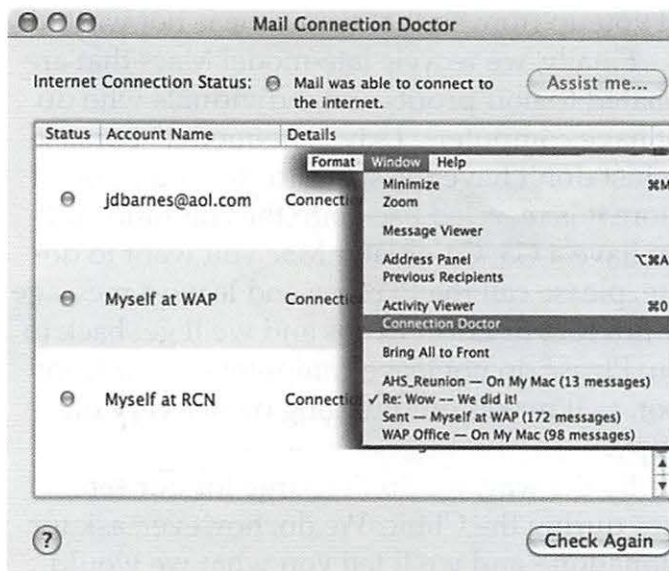 Mail Connection Doctor
Internet Connection Status: Mail was able to connect to
the internet.
Assist me...
Status Account Name Details
jdbarnes@aol.com
Myself at WAP
Myself at RCN
Format Window Help
Minimize ⌘M
Zoom
Message Viewer
Address Panel ⌥⌘A
Previous Recipients
Activity Viewer ⌘0
Connection Doctor
Bring All to Front
AHS_Reunion — On My Mac (13 messages)
✓ Re: Wow -- We did it!
Sent — Myself at WAP (172 messages)
WAP Office — On My Mac (98 messages)
?
Check Again